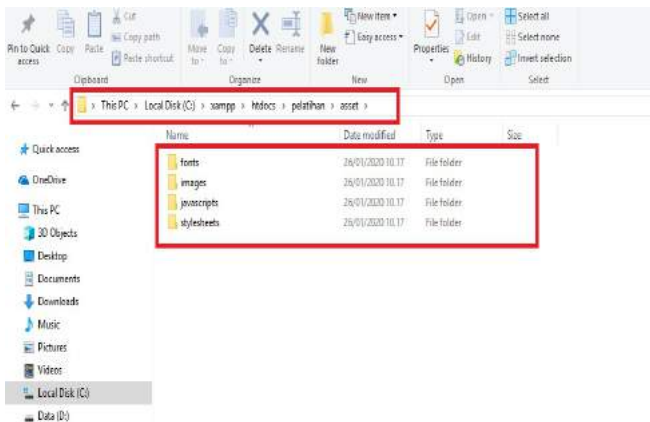 Cut
Copy path
Paste shortcut
Pin to Quick access
Copy
Paste
Move to
Copy to
Delete
Rename
New folder
New item
Easy access
Properties
Open
Edit
History
Select all
Select none
Invert selection
Clipboard
Organize
New
Open
Select
This PC > Local Disk (C:) > xampp > htdocs > pelatihan > asset >
Name Date modified Type Size
fonts 26/01/2020 10.17 File folder
images 26/01/2020 10.17 File folder
javascripts 26/01/2020 10.17 File folder
stylesheets 26/01/2020 10.17 File folder
Quick access
OneDrive
This PC
3D Objects
Desktop
Documents
Downloads
Music
Pictures
Videos
Local Disk (C:)
Data (D:)